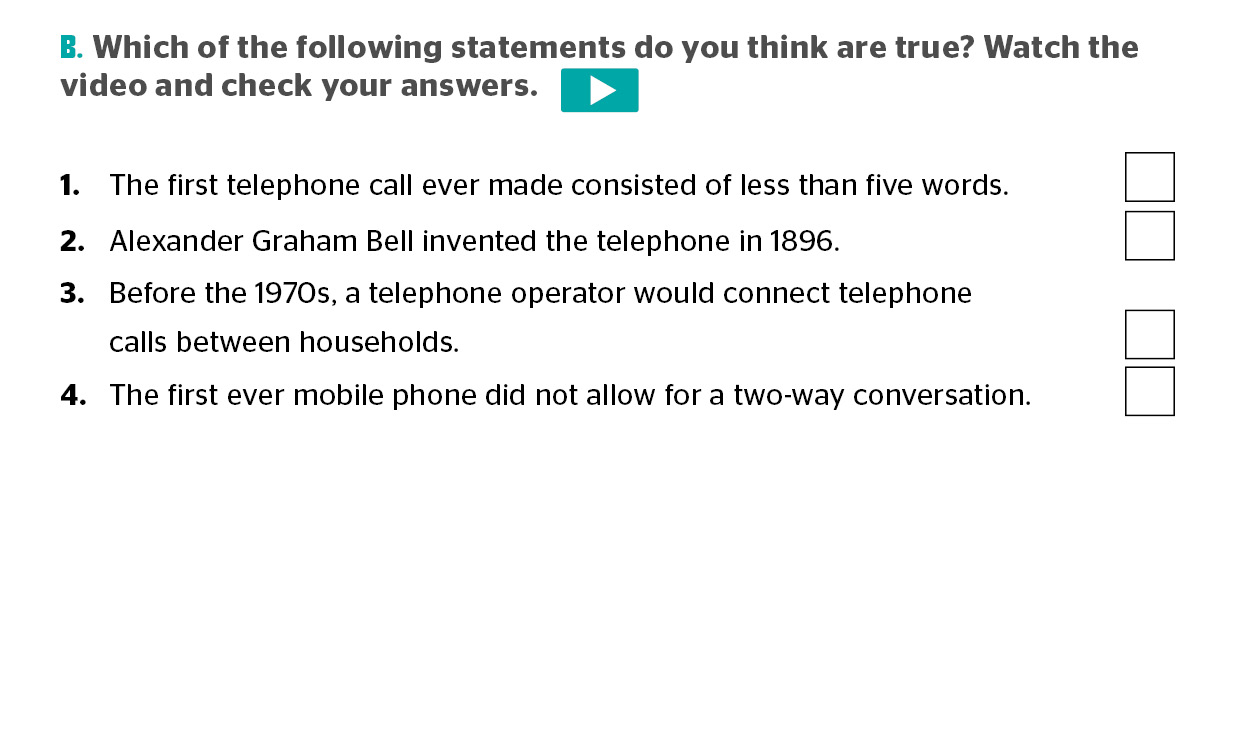 B. Which of the following statements do you think are true? Watch the
video and check your answers.
1. The first telephone call ever made consisted of less than five words.
2. Alexander Graham Bell invented the telephone in 1896.
3. Before the 1970s, a telephone operator would connect telephone
calls between households.
4. The first ever mobile phone did not allow for a two-way conversation.